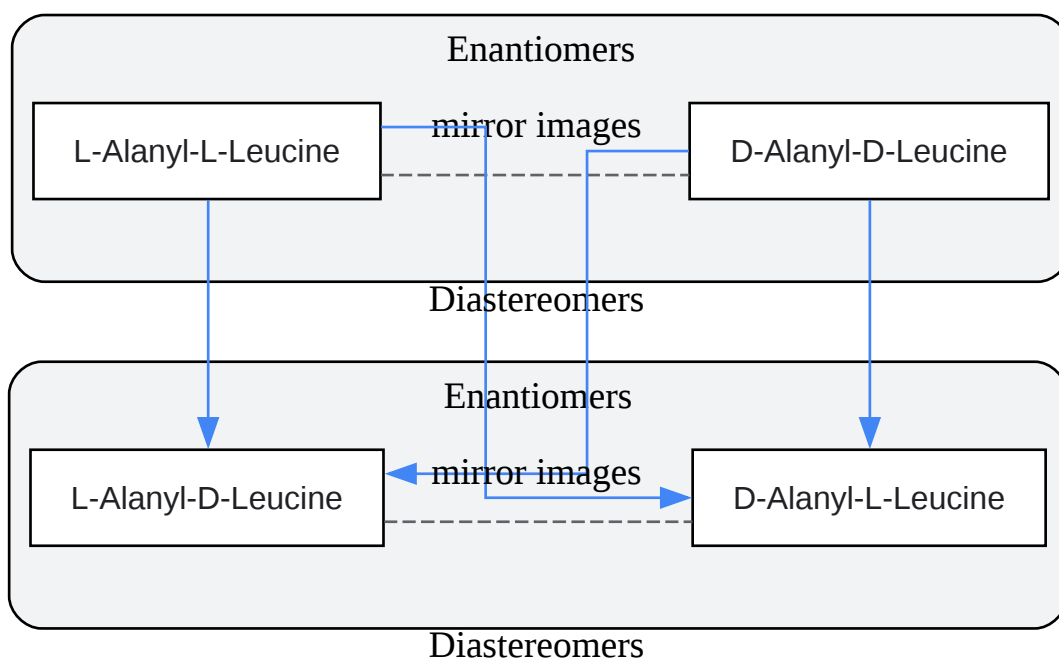 Enantiomers
mirror images
L-Alanyl-L-Leucine
D-Alanyl-D-Leucine
Diastereomers
Enantiomers
mirror images
L-Alanyl-D-Leucine
D-Alanyl-L-Leucine
Diastereomers